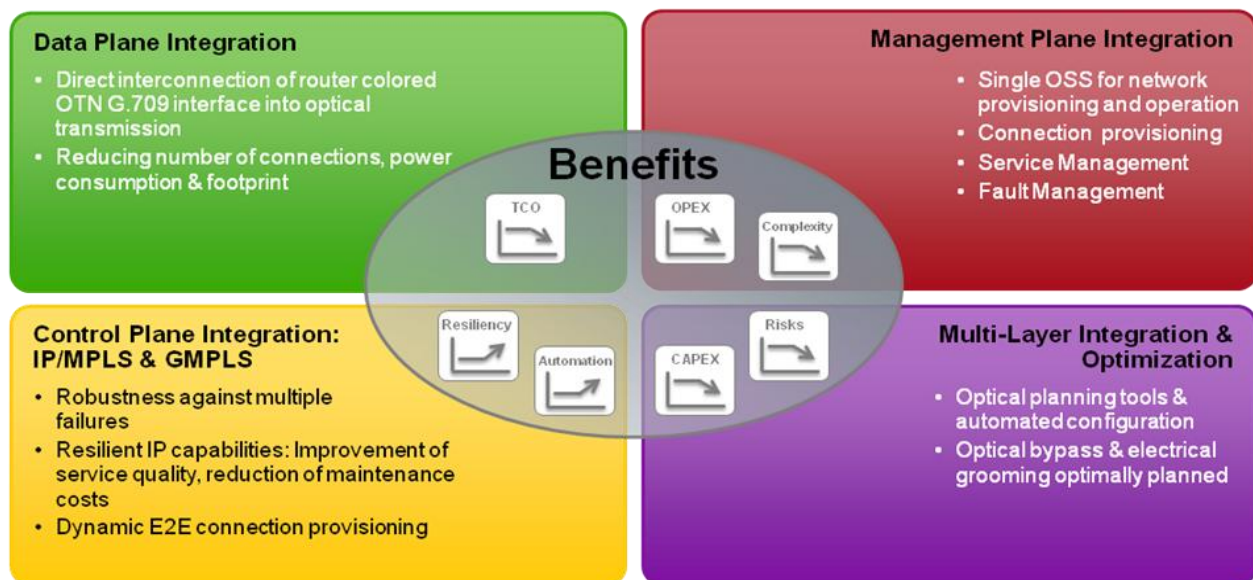 Data Plane Integration
• Direct interconnection of router colored
OTN G.709 interface into optical
transmission
• Reducing number of connections, power
consumption & footprint
Management Plane Integration
• Single OSS for network
provisioning and operation
• Connection provisioning
• Service Management
• Fault Management
Benefits
TCO
OPEX
Complexity
Resiliency
Automation
CAPEX
Risks
Control Plane Integration:
IP/MPLS & GMPLS
• Robustness against multiple
failures
• Resilient IP capabilities: Improvement of
service quality, reduction of maintenance
costs
• Dynamic E2E connection provisioning
Multi-Layer Integration &
Optimization
• Optical planning tools &
automated configuration
• Optical bypass & electrical
grooming optimally planned